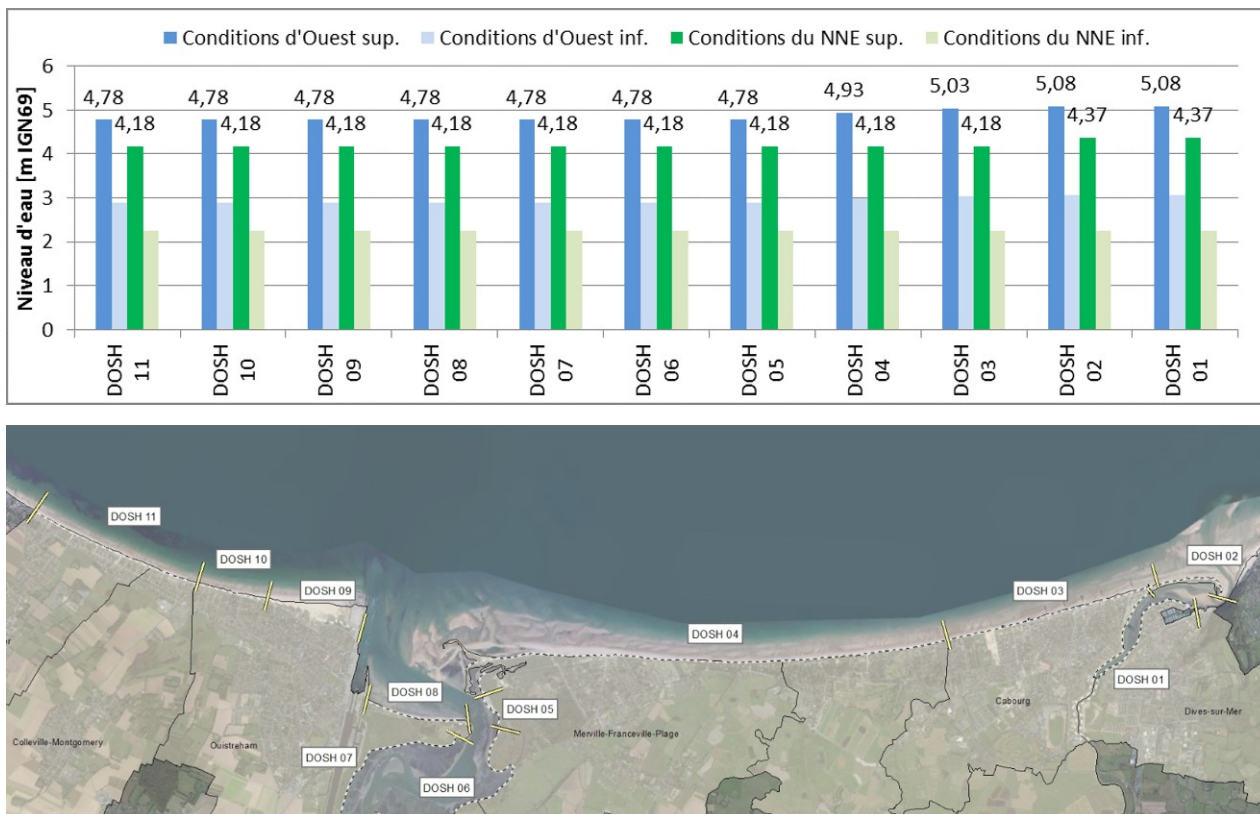 Conditions d'Ouest sup. Conditions d'Ouest inf. Conditions du NNE sup. Conditions du NNE inf.
Niveau d'eau [m IGN69]
6
5
4
3
2
1
0
4,78 4,78 4,78 4,78 4,78 4,78 4,78 4,93 5,03 5,08 5,08
4,18 4,18 4,18 4,18 4,18 4,18 4,18 4,18 4,18 4,37 4,37
DOSH 11
DOSH 10
DOSH 09
DOSH 08
DOSH 07
DOSH 06
DOSH 05
DOSH 04
DOSH 03
DOSH 02
DOSH 01
DOSH 11
DOSH 10
DOSH 09
DOSH 02
DOSH 03
DOSH 04
DOSH 01
DOSH 08
DOSH 05
Cabourg
Dives-sur-Mer
Merville-Franceville-Plage
Colleville-Montgomery
Ouistreham
DOSH 07
DOSH 06